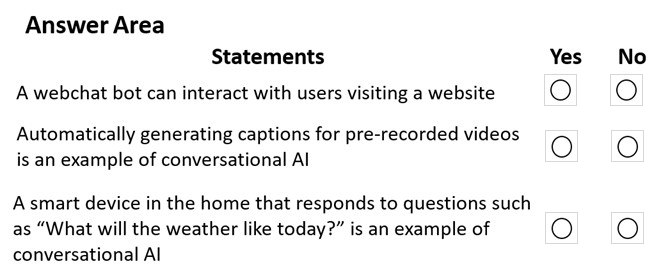 Answer Area
Statements Yes No
A webchat bot can interact with users visiting a website
Automatically generating captions for pre-recorded videos
is an example of conversational AI
A smart device in the home that responds to questions such
as “What will the weather like today?” is an example of
conversational AI